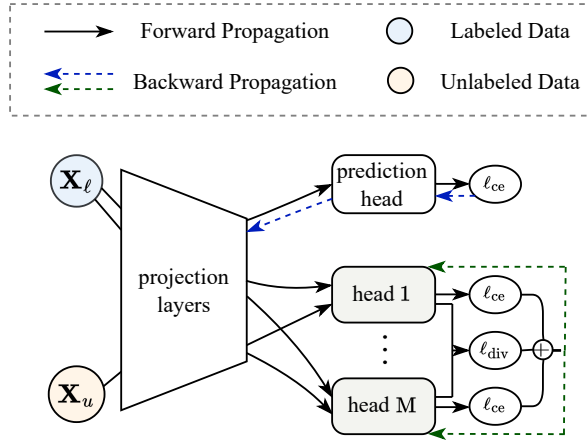 Forward Propagation
Labeled Data
Backward Propagation
Unlabeled Data
X_ℓ
prediction
head
ℓ_ce
projection
layers
head 1
ℓ_ce
⋮
ℓ_div
+
X_u
head M
ℓ_ce